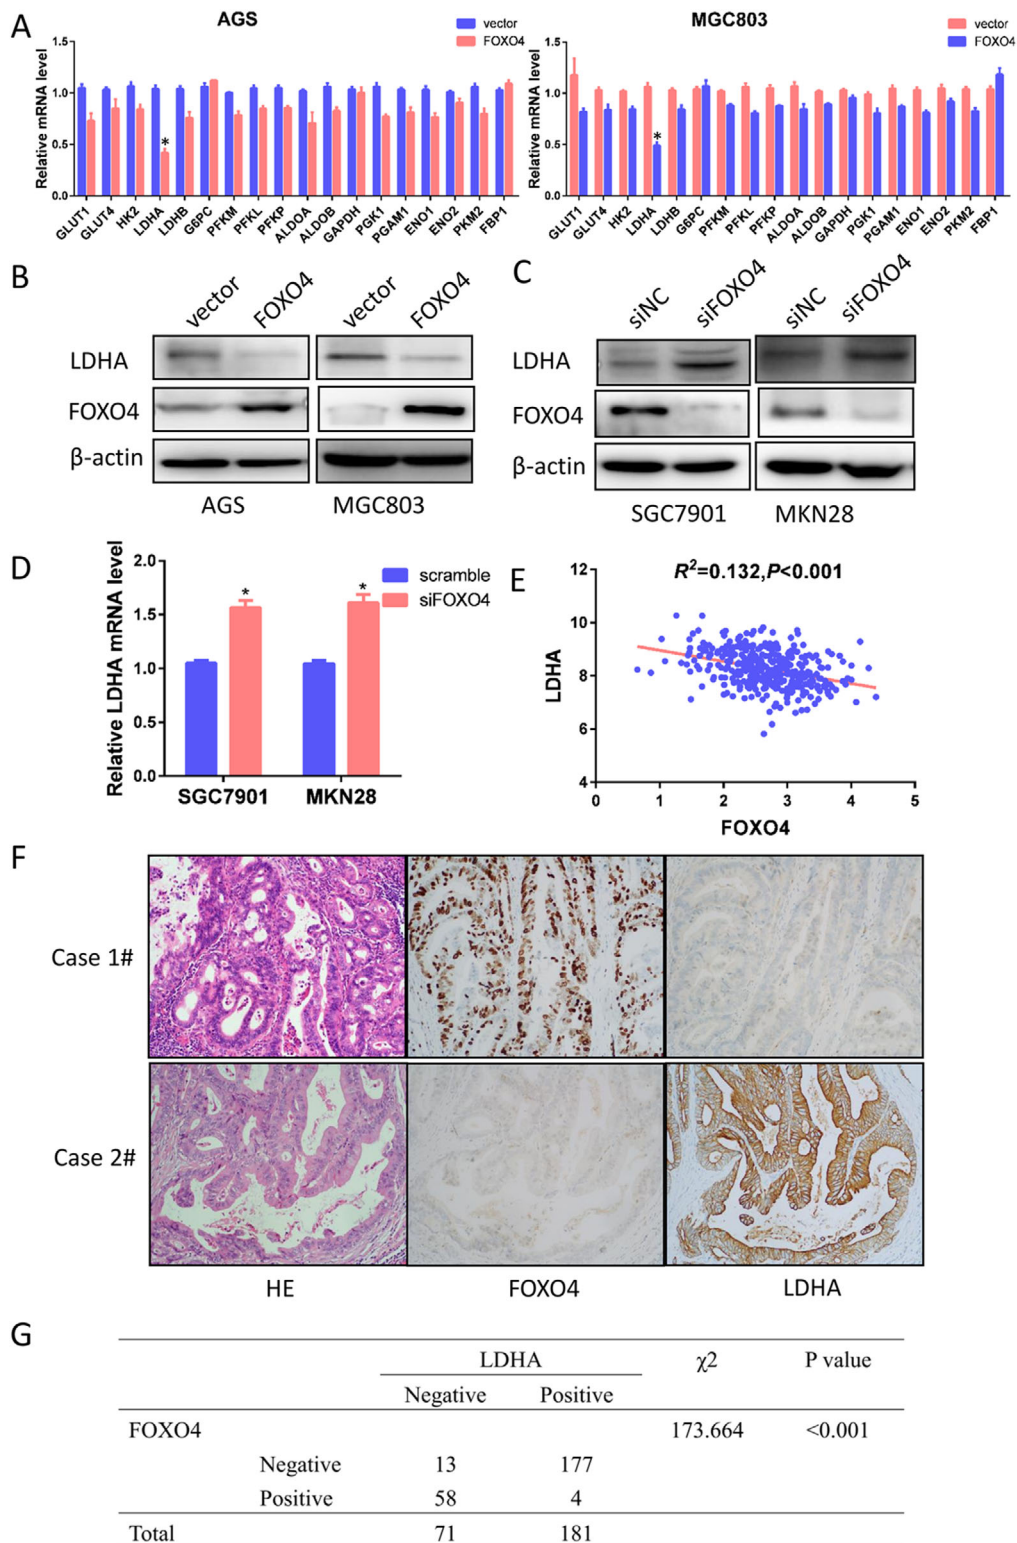 A
AGS
vector
FOXO4
Relative mRNA level
1.5
1.0
0.5
0.0
*
GLUT1 GLUT4 HK2 LDHA LDHB G6PC PFKM PFKL PFKP ALDOA ALDOB GAPDH PGK1 PGAM1 ENO1 ENO2 PKM2 FBP1
MGC803
vector
FOXO4
Relative mRNA level
1.5
1.0
0.5
0.0
*
GLUT1 GLUT4 HK2 LDHA LDHB G6PC PFKM PFKL PFKP ALDOA ALDOB GAPDH PGK1 PGAM1 ENO1 ENO2 PKM2 FBP1
B
vector FOXO4 vector FOXO4
LDHA
FOXO4
β-actin
AGS MGC803
C
siNC siFOXO4 siNC siFOXO4
LDHA
FOXO4
β-actin
SGC7901 MKN28
D
Relative LDHA mRNA level
2.0
1.5
1.0
0.5
0.0
* *
scramble
siFOXO4
SGC7901 MKN28
E
R²=0.132,P<0.001
LDHA
12
10
8
6
4
0 1 2 3 4 5
FOXO4
F
Case 1#
Case 2#
HE FOXO4 LDHA
G
LDHA χ2 P value
Negative Positive
FOXO4 173.664 <0.001
Negative 13 177
Positive 58 4
Total 71 181